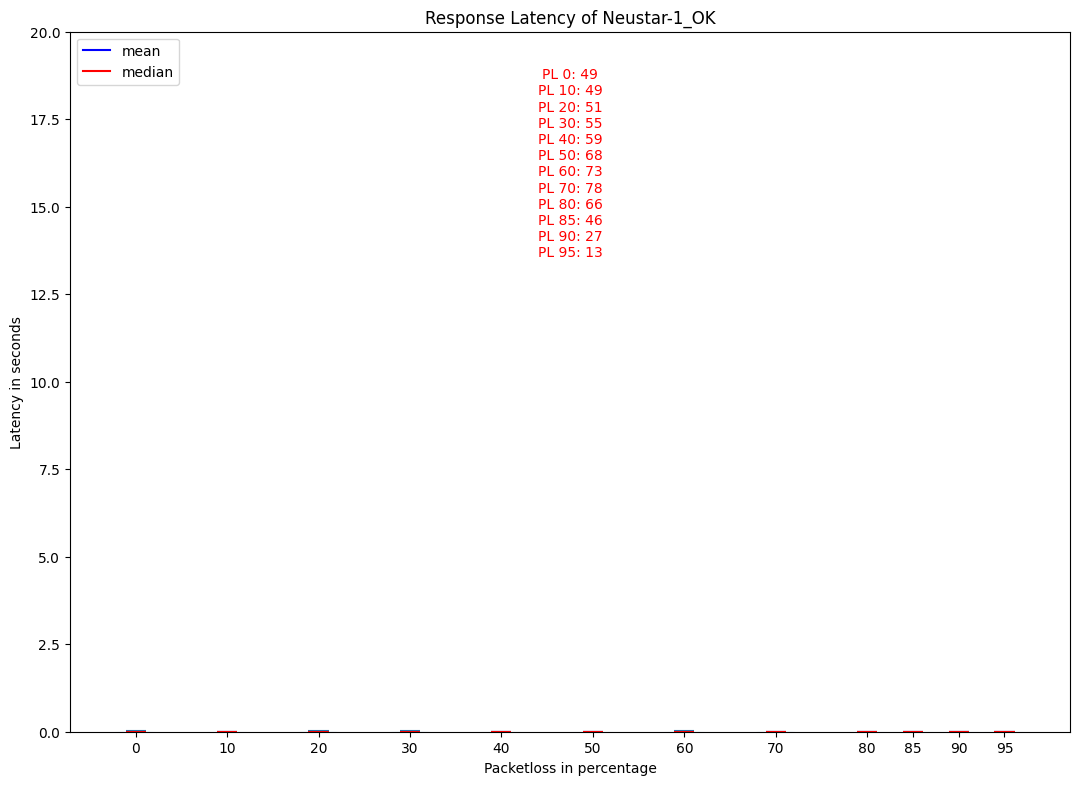 Response Latency of Neustar-1_OK
mean
median
PL 0: 49
PL 10: 49
PL 20: 51
PL 30: 55
PL 40: 59
PL 50: 68
PL 60: 73
PL 70: 78
PL 80: 66
PL 85: 46
PL 90: 27
PL 95: 13
20.0
17.5
15.0
12.5
10.0
7.5
5.0
2.5
0.0
Latency in seconds
0 10 20 30 40 50 60 70 80 85 90 95
Packetloss in percentage